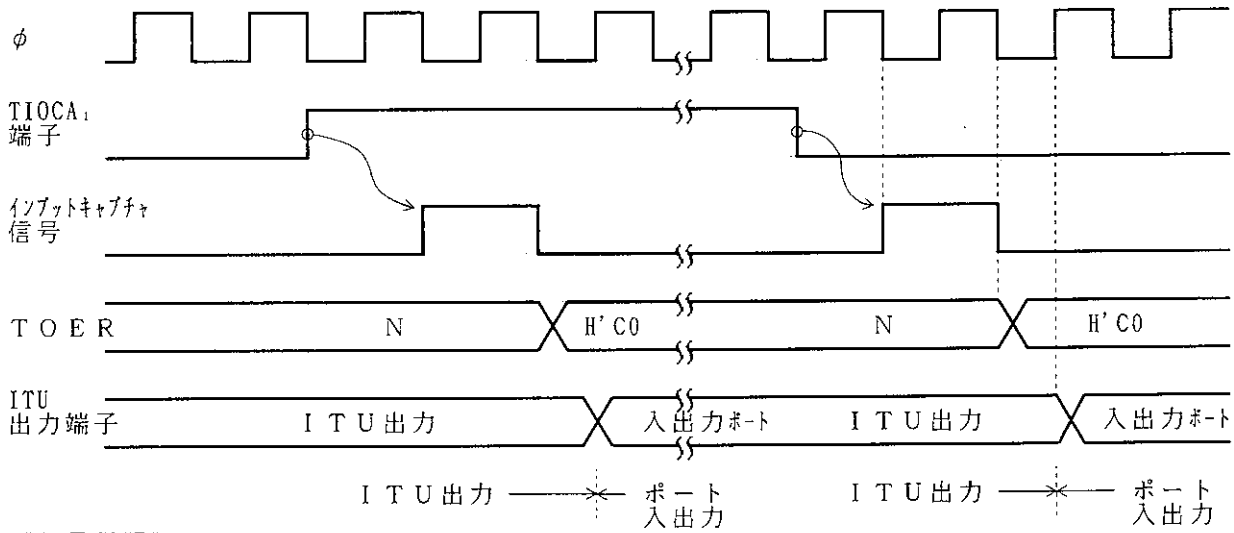 φ
TIOCA₁
端子
インプットキャプチャ
信号
TOER
N
H'C0
N
H'C0
ITU
出力端子
ITU出力
入出力ポート
ITU出力
入出力ポート
ITU出力
ポート
入出力
ITU出力
ポート
入出力